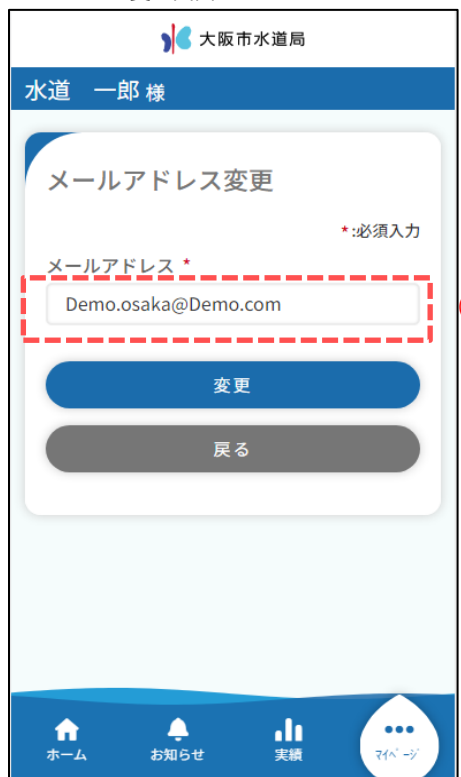 大阪市水道局
水道　一郎 様
メールアドレス変更
*:必須入力
メールアドレス *
Demo.osaka@Demo.com
変更
戻る
ホーム
お知らせ
実績
ﾏｲﾍﾟｰｼﾞ